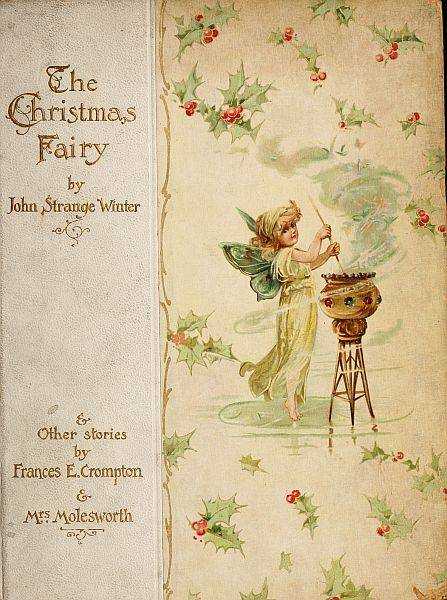 The
Christmas
Fairy
by
John Strange Winter
&
Other stories
by
Frances E. Crompton
&
Mrs. Molesworth